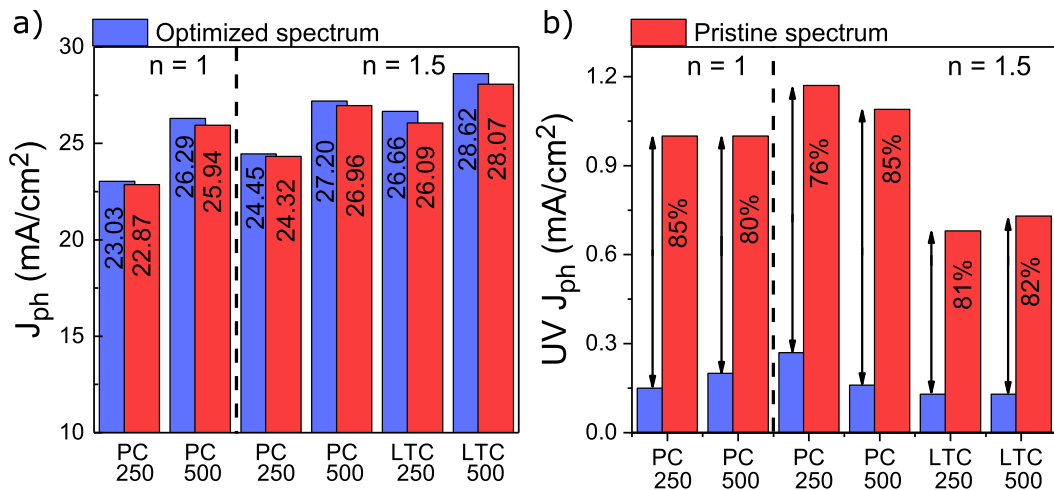 a)
Optimized spectrum
n = 1
n = 1.5
J_ph (mA/cm²)
30
25
20
15
10
23.03
22.87
26.29
25.94
24.45
24.32
27.20
26.96
26.66
26.09
28.62
28.07
PC PC PC PC LTC LTC
250 500 250 500 250 500
b)
Pristine spectrum
n = 1
n = 1.5
UV J_ph (mA/cm²)
1.2
0.9
0.6
0.3
0.0
85%
80%
76%
85%
81%
82%
PC PC PC PC LTC LTC
250 500 250 500 250 500